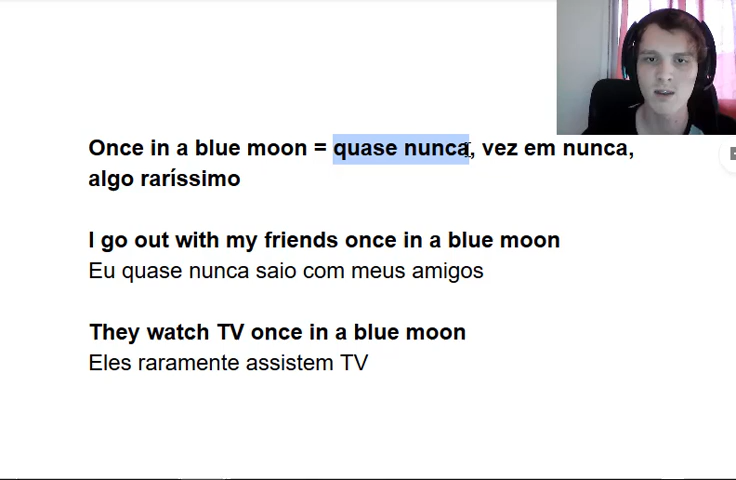 Once in a blue moon = quase nunca, vez em nunca,
algo raríssimo
I go out with my friends once in a blue moon
Eu quase nunca saio com meus amigos
They watch TV once in a blue moon
Eles raramente assistem TV